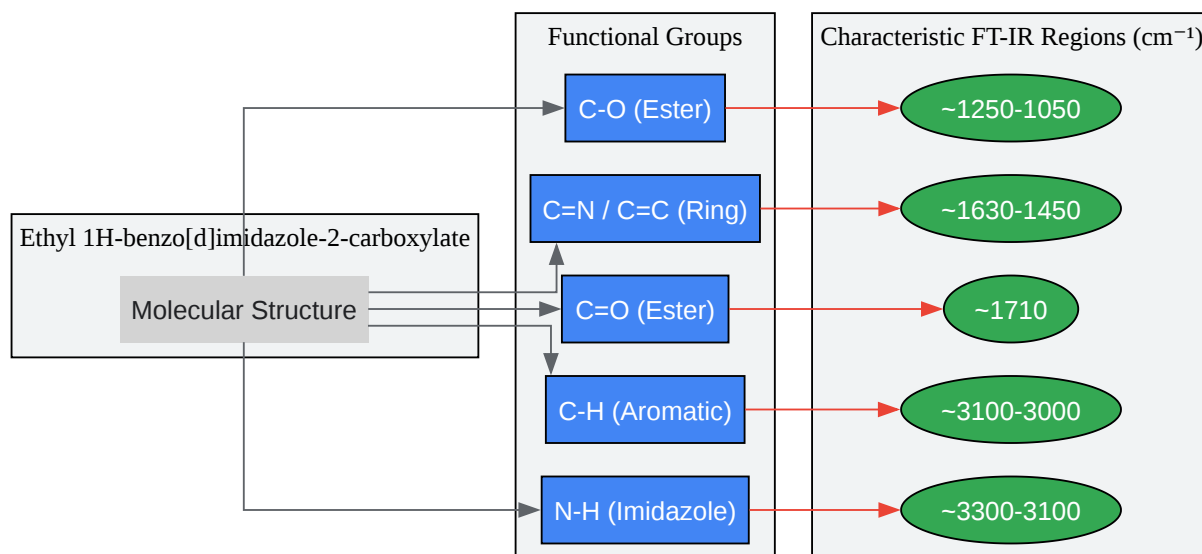 Functional Groups
Characteristic FT-IR Regions (cm⁻¹)
C-O (Ester)
~1250-1050
C=N / C=C (Ring)
~1630-1450
Ethyl 1H-benzo[d]imidazole-2-carboxylate
Molecular Structure
C=O (Ester)
~1710
C-H (Aromatic)
~3100-3000
N-H (Imidazole)
~3300-3100